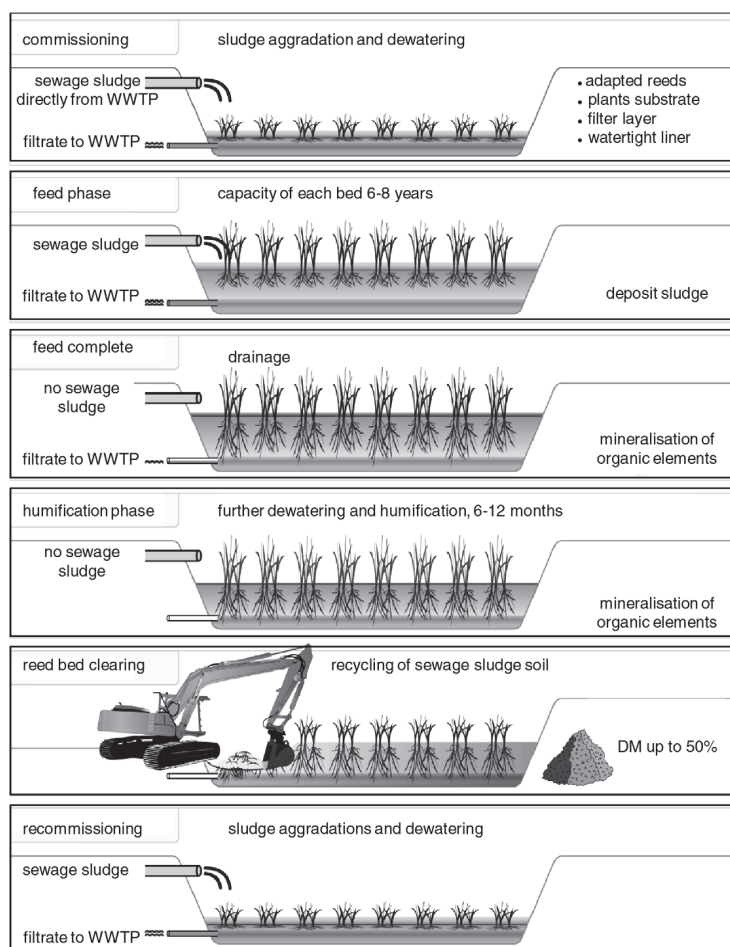 commissioning
sludge aggradation and dewatering
sewage sludge
directly from WWTP
• adapted reeds
• plants substrate
• filter layer
• watertight liner
filtrate to WWTP
feed phase
capacity of each bed 6-8 years
sewage sludge
filtrate to WWTP
deposit sludge
feed complete
drainage
no sewage
sludge
filtrate to WWTP
mineralisation of
organic elements
humification phase
further dewatering and humification, 6-12 months
no sewage
sludge
mineralisation of
organic elements
reed bed clearing
recycling of sewage sludge soil
DM up to 50%
recommissioning
sludge aggradations and dewatering
sewage sludge
filtrate to WWTP